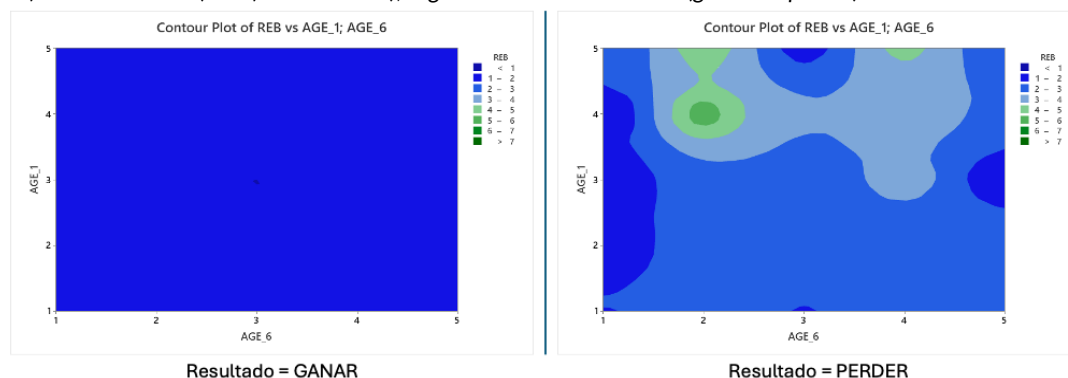 Contour Plot of REB vs AGE_1; AGE_6
REB
< 1
1 – 2
2 – 3
3 – 4
4 – 5
5 – 6
6 – 7
> 7
5
4
3
2
1
AGE_1
1 2 3 4 5
AGE_6
Resultado = GANAR
Contour Plot of REB vs AGE_1; AGE_6
REB
< 1
1 – 2
2 – 3
3 – 4
4 – 5
5 – 6
6 – 7
> 7
5
4
3
2
1
AGE_1
1 2 3 4 5
AGE_6
Resultado = PERDER